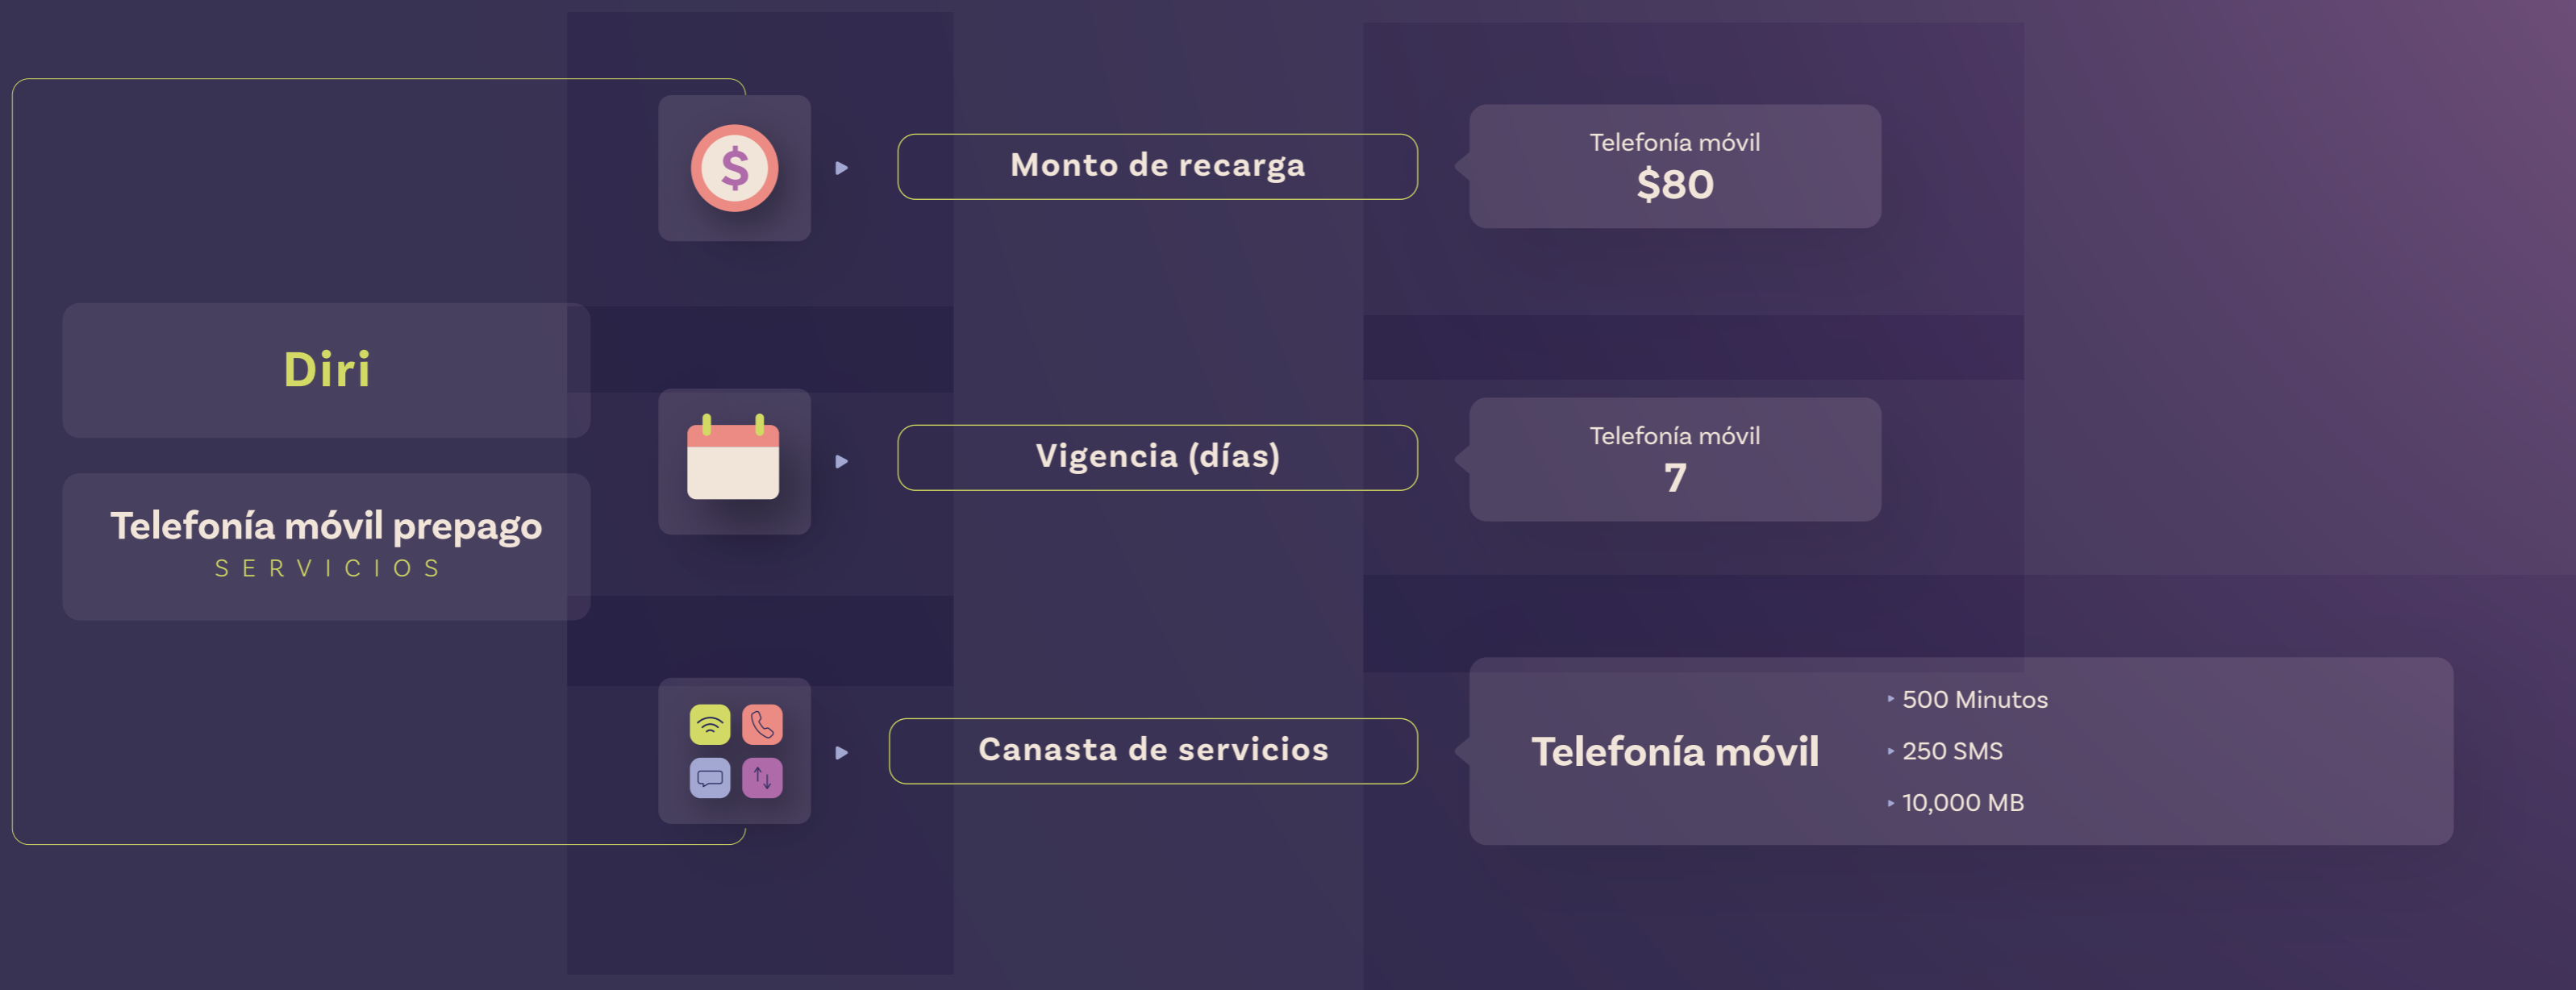 Diri
Telefonía móvil prepago
SERVICIOS
$
Monto de recarga
Telefonía móvil
$80
Vigencia (días)
Telefonía móvil
7
Canasta de servicios
Telefonía móvil
500 Minutos
250 SMS
10,000 MB